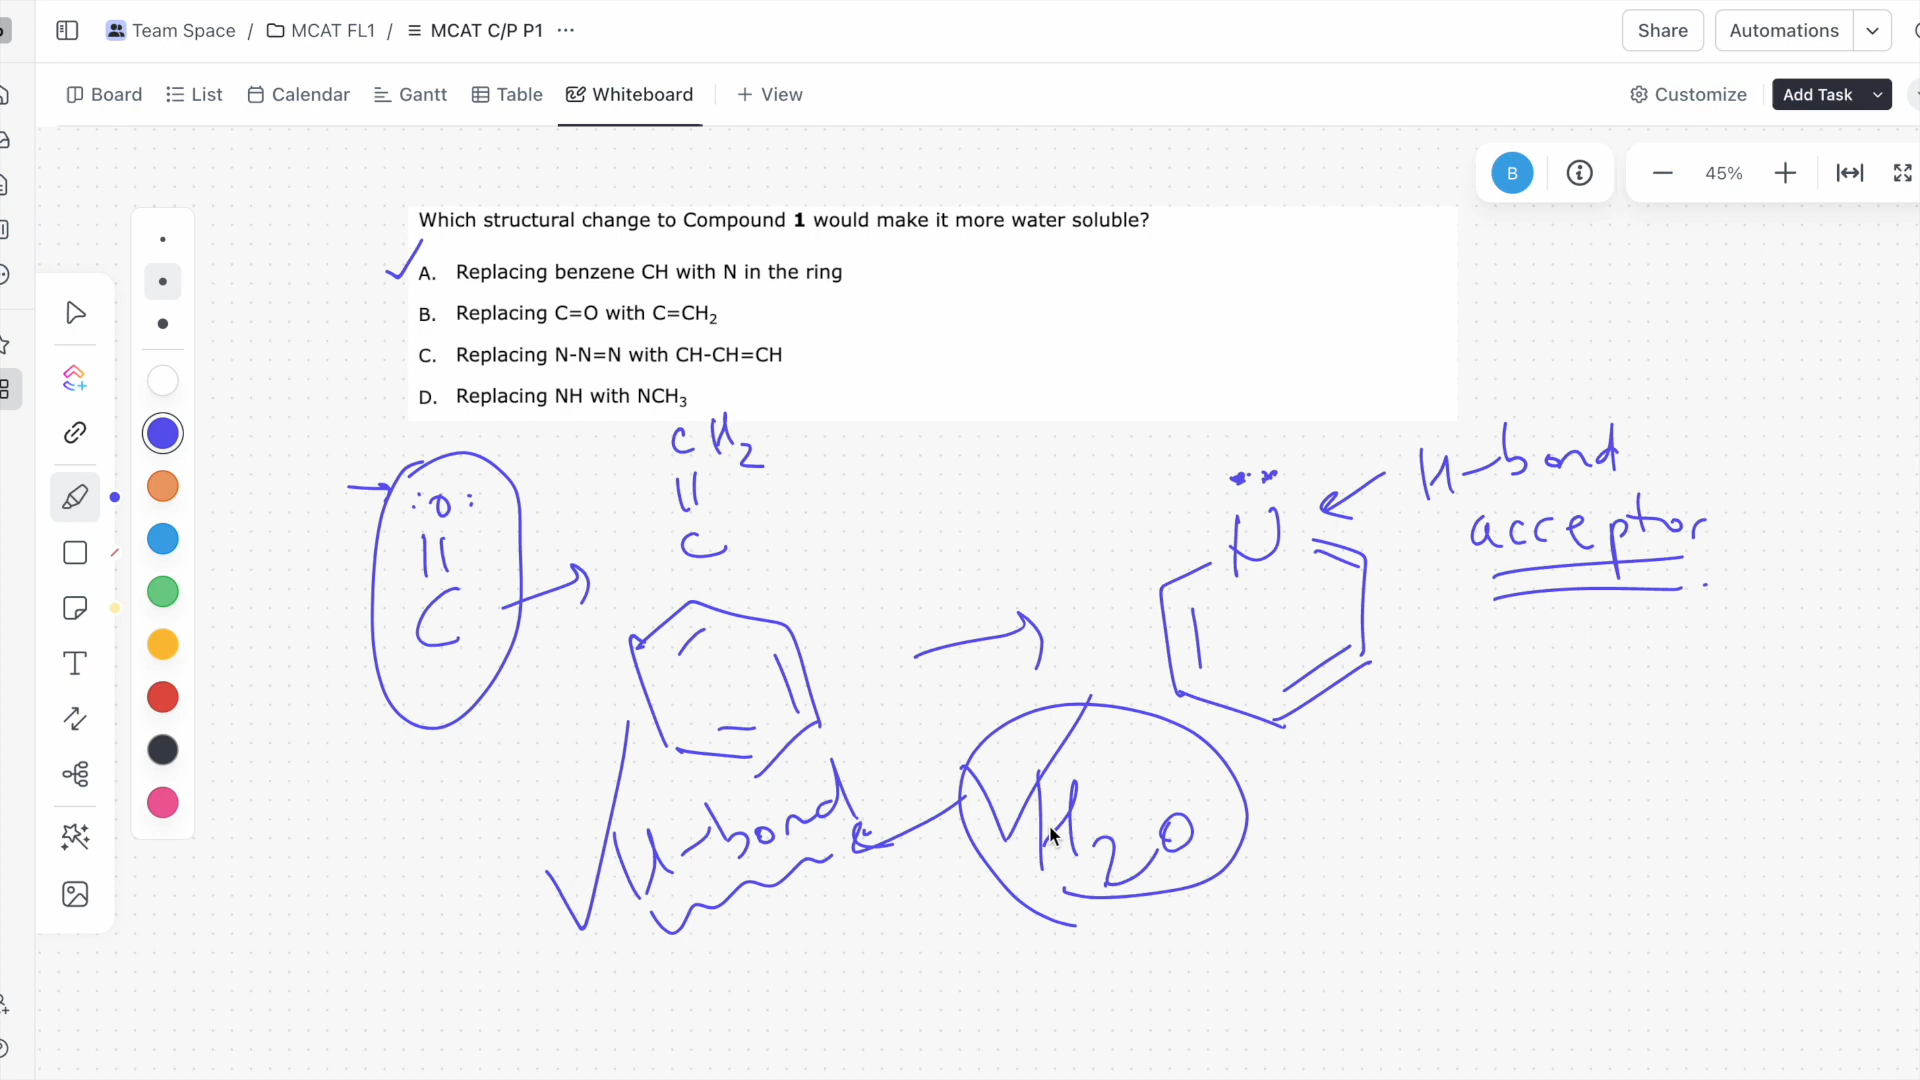 Team Space / MCAT FL1 / MCAT C/P P1 ...
Share
Automations
Board
List
Calendar
Gantt
Table
Whiteboard
+ View
Customize
Add Task
B
45%
Which structural change to Compound 1 would make it more water soluble?
A. Replacing benzene CH with N in the ring
B. Replacing C=O with C=CH₂
C. Replacing N-N=N with CH-CH=CH
D. Replacing NH with NCH₃
CH₂
:O:
C
C
N
H-bond
acceptor
H-bond
H₂O
T